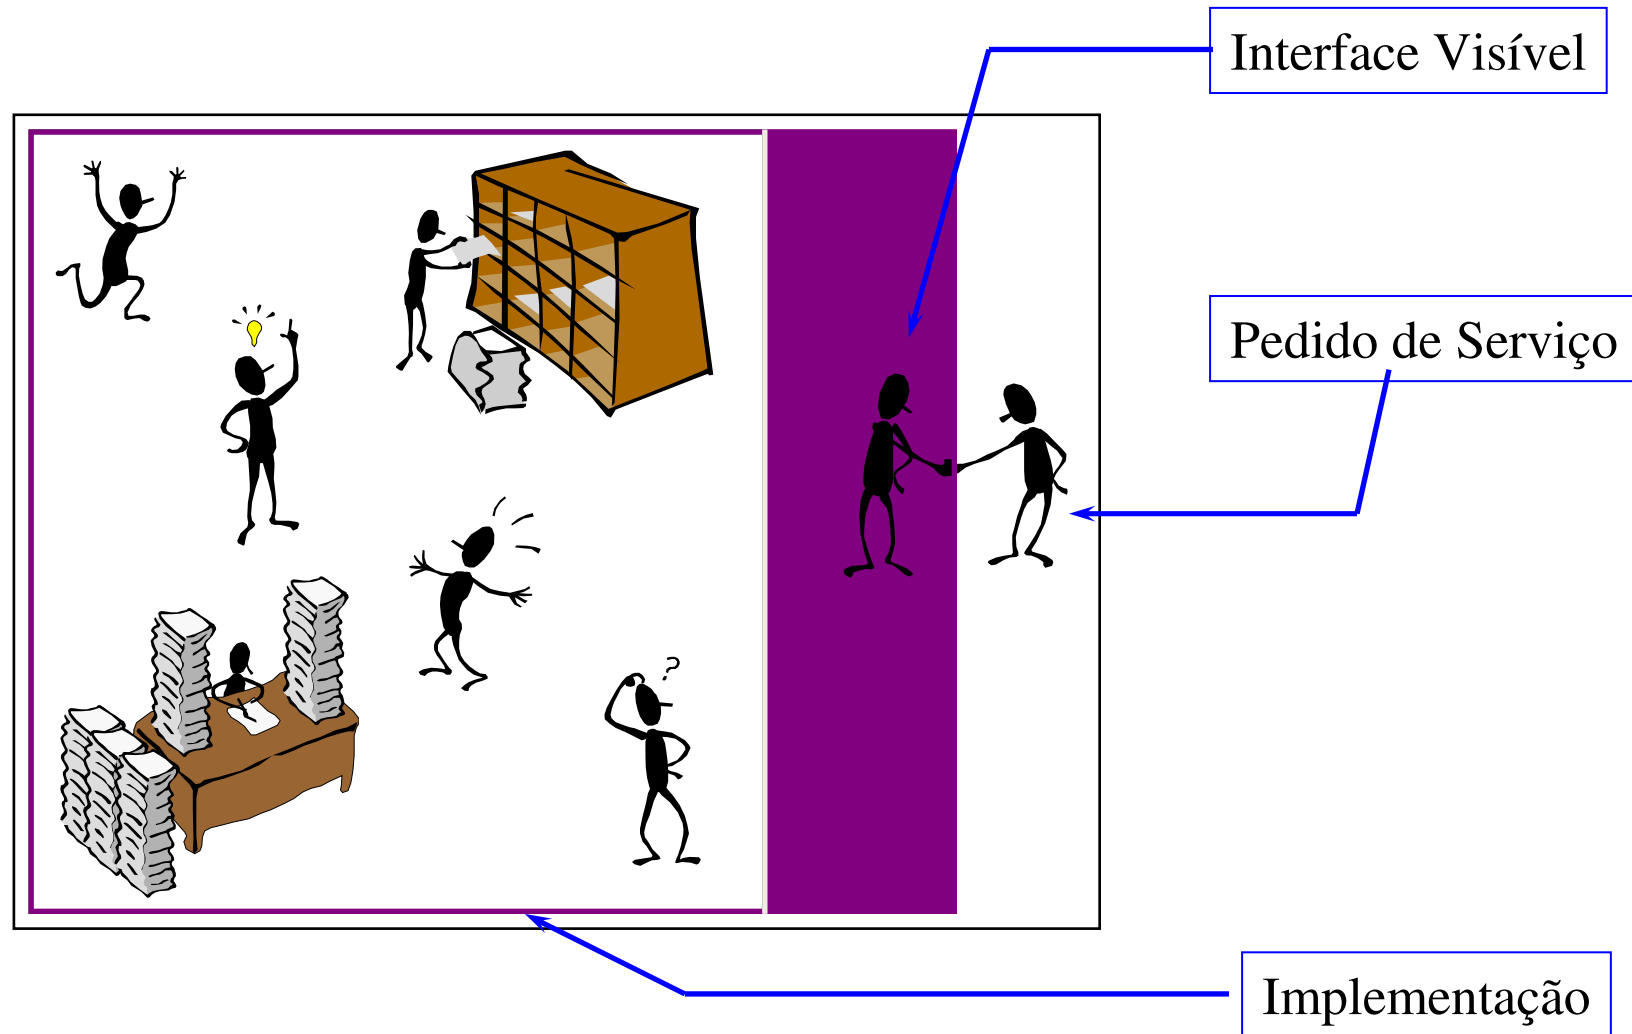 Interface Visível
Pedido de Serviço
?
Implementação